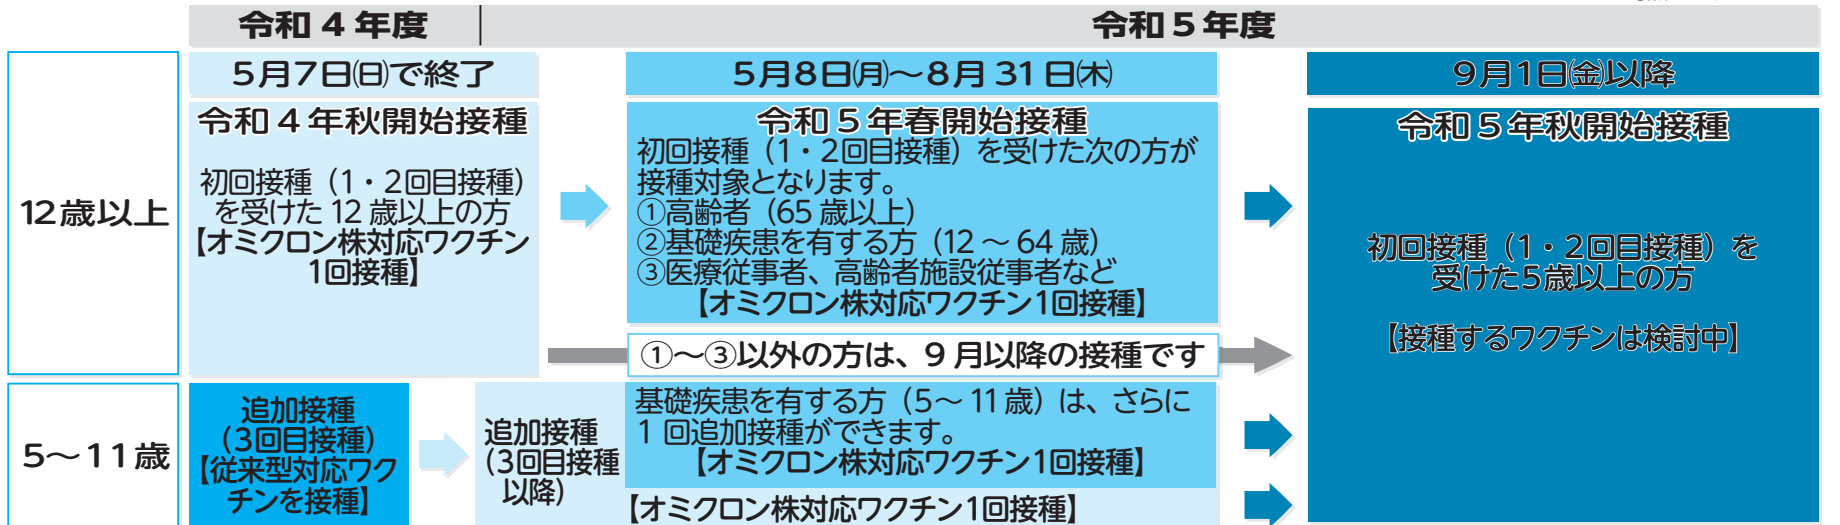 令和4年度
令和5年度
12歳以上
5月7日(日)で終了
令和4年秋開始接種
初回接種（1・2回目接種）
を受けた12歳以上の方
【オミクロン株対応ワクチン
1回接種】
5月8日(月)～8月31日(木)
令和5年春開始接種
初回接種（1・2回目接種）を受けた次の方が
接種対象となります。
①高齢者（65歳以上）
②基礎疾患を有する方（12～64歳）
③医療従事者、高齢者施設従事者など
【オミクロン株対応ワクチン1回接種】
①～③以外の方は、9月以降の接種です
9月1日(金)以降
令和5年秋開始接種
初回接種（1・2回目接種）を
受けた5歳以上の方
【接種するワクチンは検討中】
5～11歳
追加接種
（3回目接種）
【従来型対応ワク
チンを接種】
追加接種
（3回目接種
以降）
基礎疾患を有する方（5～11歳）は、さらに
1回追加接種ができます。
【オミクロン株対応ワクチン1回接種】
【オミクロン株対応ワクチン1回接種】